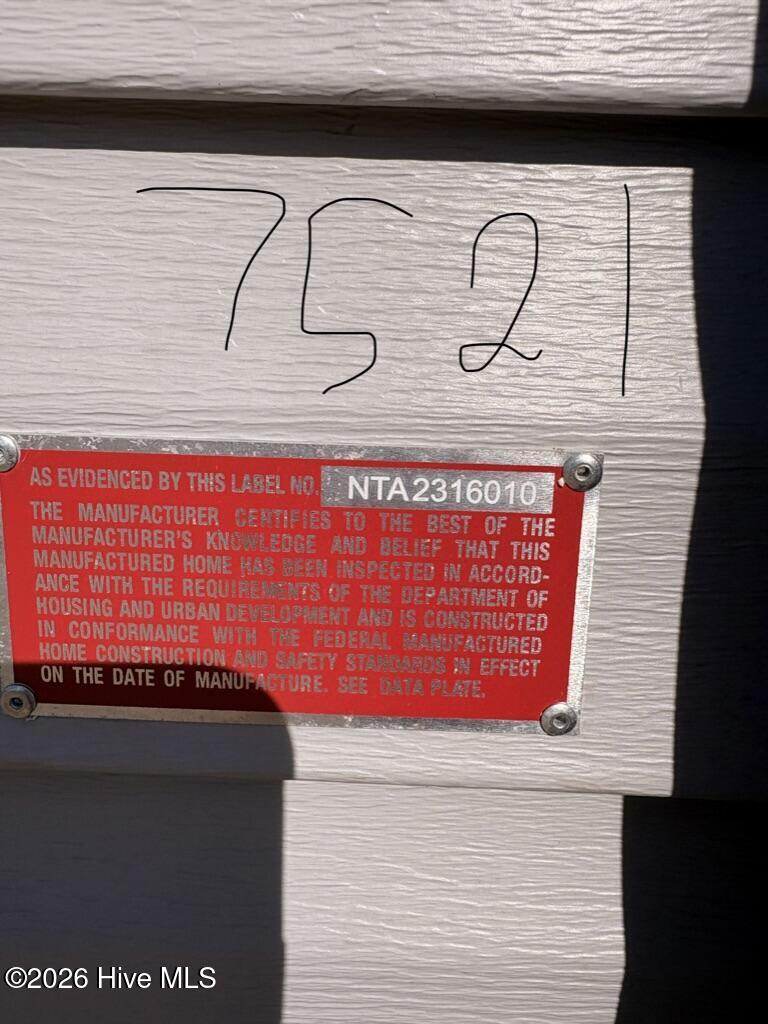 7521
AS EVIDENCED BY THIS LABEL NO. NTA2316010
THE MANUFACTURER CERTIFIES TO THE BEST OF THE
MANUFACTURER'S KNOWLEDGE AND BELIEF THAT THIS
MANUFACTURED HOME HAS BEEN INSPECTED IN ACCORD-
ANCE WITH THE REQUIREMENTS OF THE DEPARTMENT OF
HOUSING AND URBAN DEVELOPMENT AND IS CONSTRUCTED
IN CONFORMANCE WITH THE FEDERAL MANUFACTURED
HOME CONSTRUCTION AND SAFETY STANDARDS IN EFFECT
ON THE DATE OF MANUFACTURE. SEE DATA PLATE.
©2026 Hive MLS